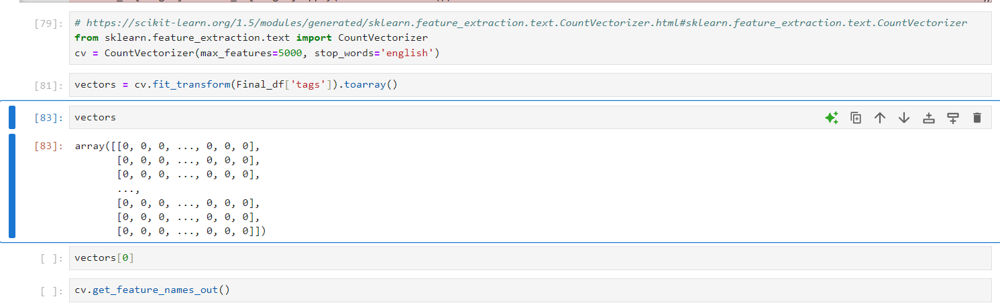 [79]: # https://scikit-learn.org/1.5/modules/generated/sklearn.feature_extraction.text.CountVectorizer.html#sklearn.feature_extraction.text.CountVectorizer
from sklearn.feature_extraction.text import CountVectorizer
cv = CountVectorizer(max_features=5000, stop_words='english')
[81]: vectors = cv.fit_transform(Final_df['tags']).toarray()
[83]: vectors
[83]: array([[0, 0, 0, ..., 0, 0, 0],
[0, 0, 0, ..., 0, 0, 0],
[0, 0, 0, ..., 0, 0, 0],
...,
[0, 0, 0, ..., 0, 0, 0],
[0, 0, 0, ..., 0, 0, 0],
[0, 0, 0, ..., 0, 0, 0]])
[ ]: vectors[0]
[ ]: cv.get_feature_names_out()